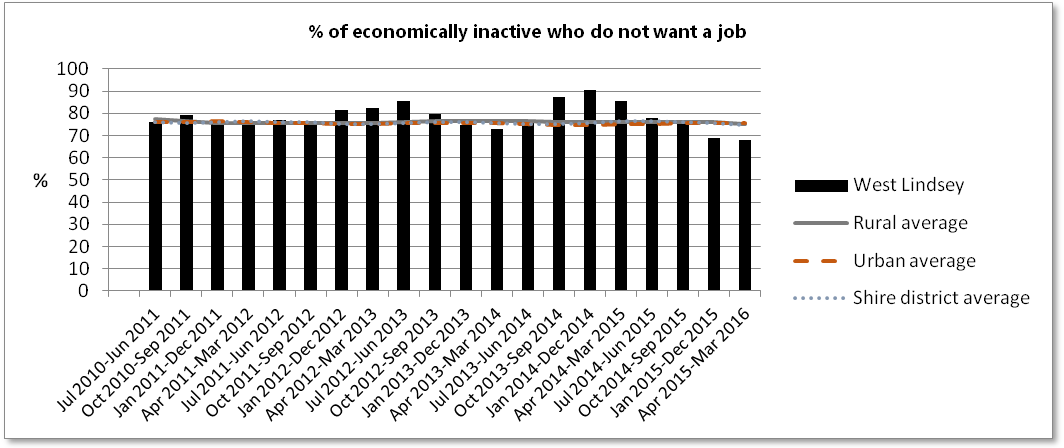 % of economically inactive who do not want a job
100
90
80
70
60
50
40
30
20
10
0
%
Jul 2010-Jun 2011
Oct 2010-Sep 2011
Jan 2011-Dec 2011
Apr 2011-Mar 2012
Jul 2011-Jun 2012
Oct 2011-Sep 2012
Jan 2012-Dec 2012
Apr 2012-Mar 2013
Jul 2012-Jun 2013
Oct 2012-Sep 2013
Jan 2013-Dec 2013
Apr 2013-Mar 2014
Jul 2013-Jun 2014
Oct 2013-Sep 2014
Jan 2014-Dec 2014
Apr 2014-Mar 2015
Jul 2014-Jun 2015
Oct 2014-Sep 2015
Jan 2015-Dec 2015
Apr 2015-Mar 2016
West Lindsey
Rural average
Urban average
Shire district average